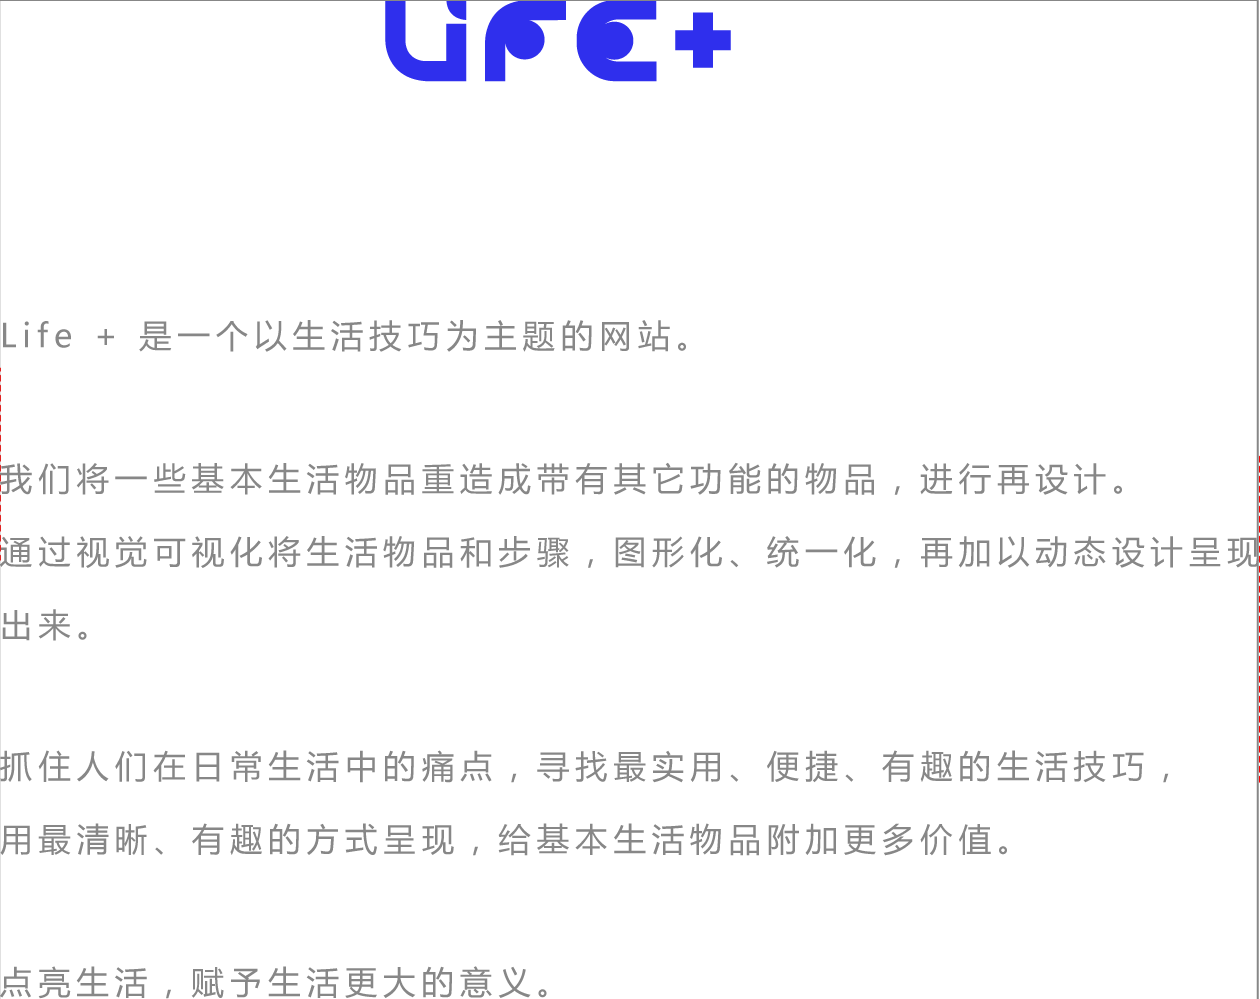 LiFE+
Life + 是一个以生活技巧为主题的网站。
我们将一些基本生活物品重造成带有其它功能的物品，进行再设计。
通过视觉可视化将生活物品和步骤，图形化、统一化，再加以动态设计呈现
出来。
抓住人们在日常生活中的痛点，寻找最实用、便捷、有趣的生活技巧，
用最清晰、有趣的方式呈现，给基本生活物品附加更多价值。
点亮生活，赋予生活更大的意义。